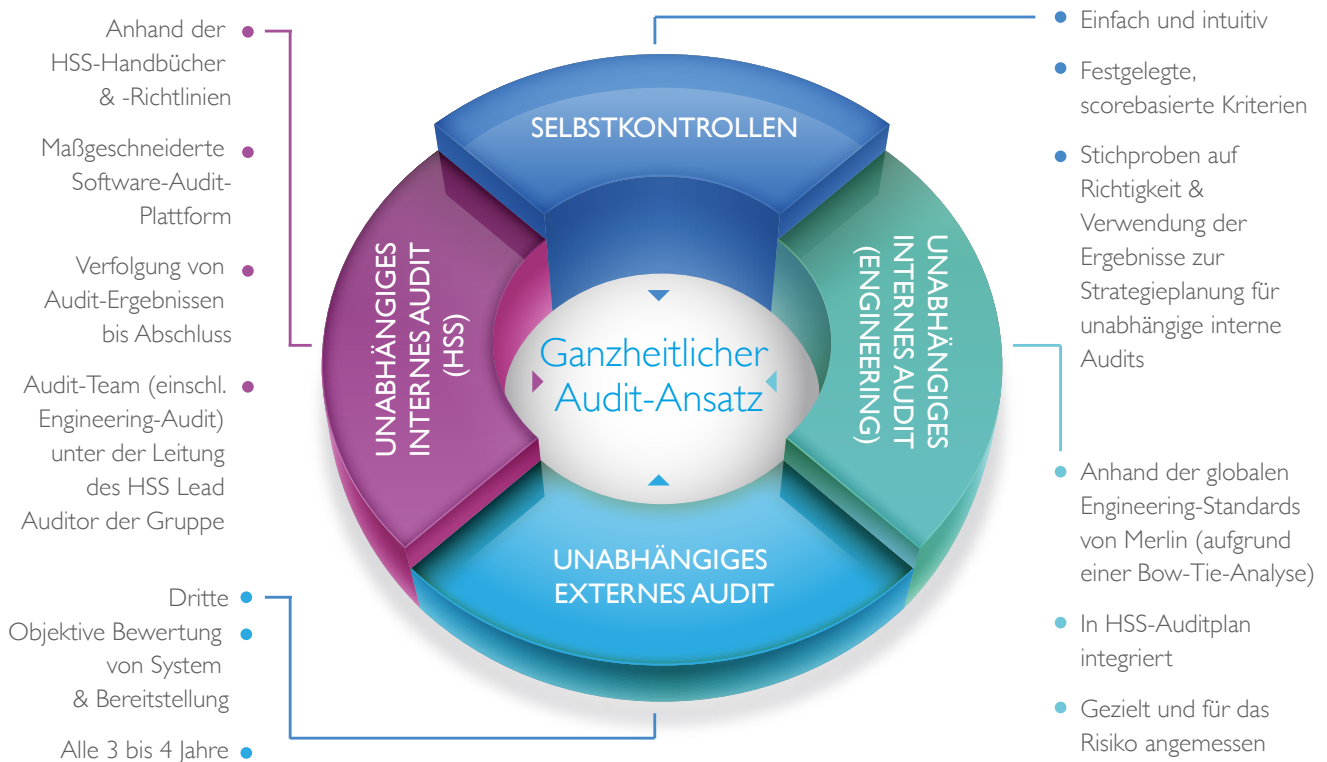 Anhand der
HSS-Handbücher
& -Richtlinien
Maßgeschneiderte
Software-Audit-
Plattform
Verfolgung von
Audit-Ergebnissen
bis Abschluss
Audit-Team (einschl.
Engineering-Audit)
unter der Leitung
des HSS Lead
Auditor der Gruppe
Dritte
Objektive Bewertung
von System
& Bereitstellung
Alle 3 bis 4 Jahre
SELBSTKONTROLLEN
UNABHÄNGIGES
INTERNES AUDIT
(HSS)
Ganzheitlicher
Audit-Ansatz
UNABHÄNGIGES
INTERNES AUDIT
(ENGINEERING)
UNABHÄNGIGES
EXTERNES AUDIT
Einfach und intuitiv
Festgelegte,
scorebasierte Kriterien
Stichproben auf
Richtigkeit &
Verwendung der
Ergebnisse zur
Strategieplanung für
unabhängige interne
Audits
Anhand der globalen
Engineering-Standards
von Merlin (aufgrund
einer Bow-Tie-Analyse)
In HSS-Auditplan
integriert
Gezielt und für das
Risiko angemessen